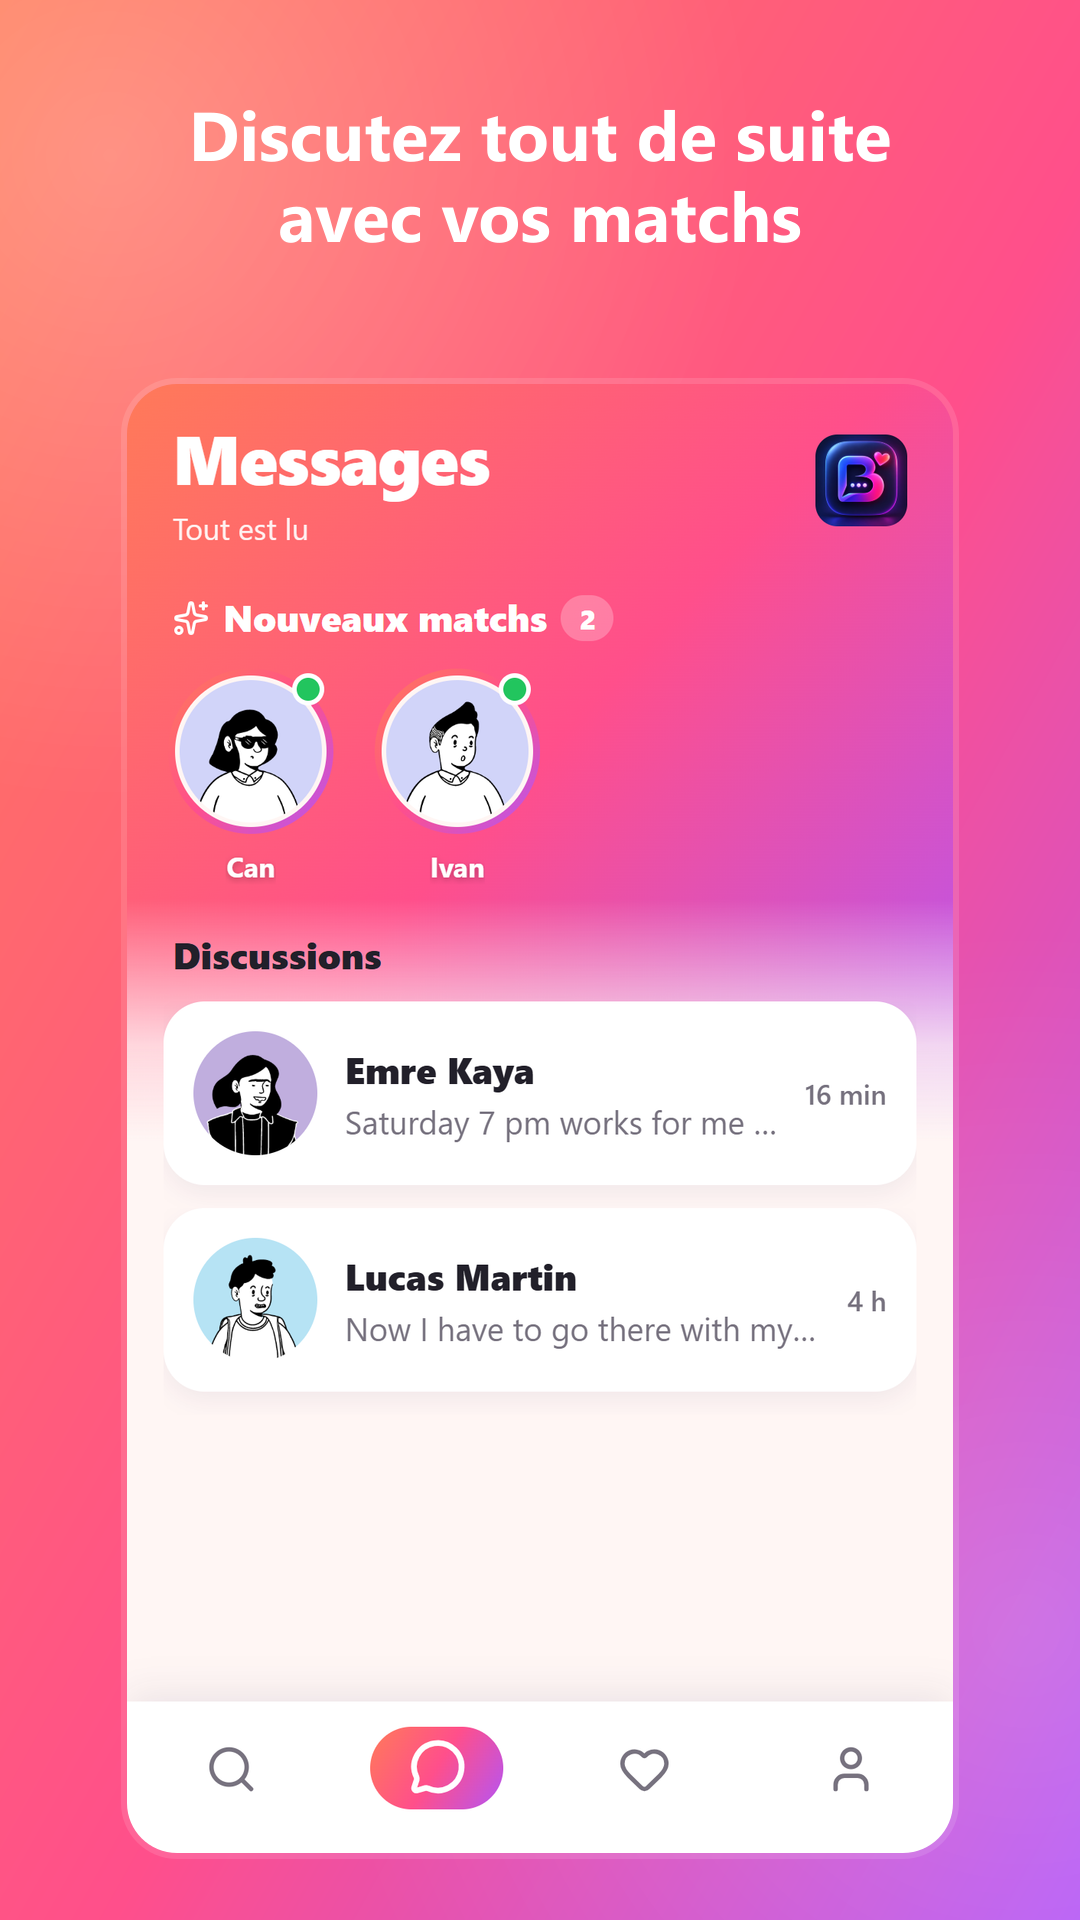 Discutez tout de suite
avec vos matchs
Messages
Tout est lu
B
Nouveaux matchs 2
Can
Ivan
Discussions
Emre Kaya
Saturday 7 pm works for me ...
16 min
Lucas Martin
Now I have to go there with my...
4 h